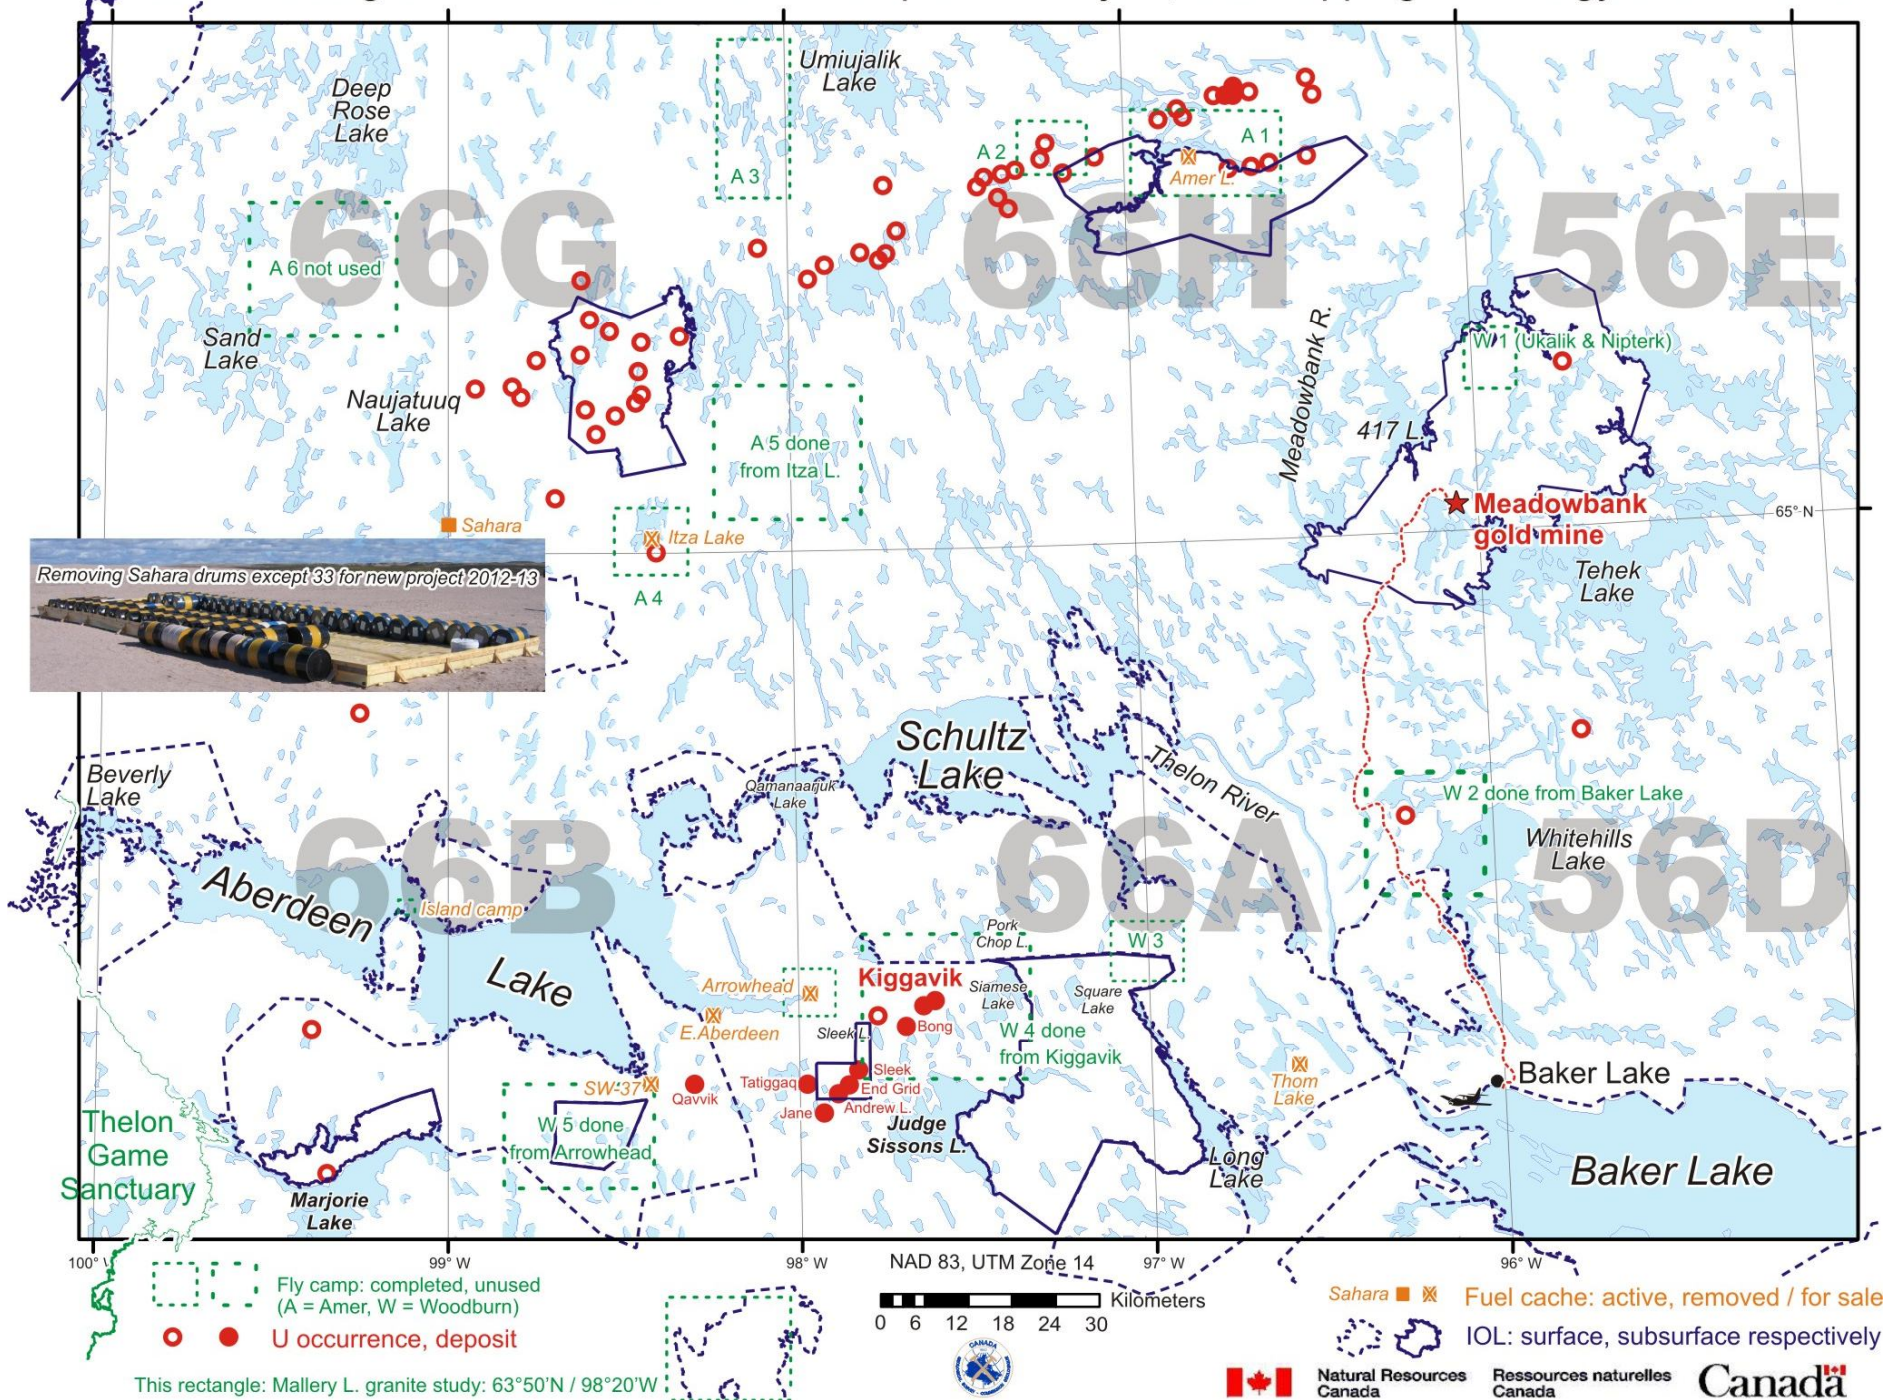 Umiujalik
Lake
Deep
Rose
Lake
A 3
A 2
A 1
Amer L.
66G
66H
56E
A 6 not used
Sand
Lake
Naujatuuq
Lake
Meadowbank R.
W 1 (Ukalik & Nipterk)
417 L.
A 5 done
from Itza L.
Meadowbank
gold mine
65° N
Sahara
Itza Lake
A 4
Tehek
Lake
Removing Sahara drums except 33 for new project 2012-13
Schultz
Lake
Thelon River
Beverly
Lake
Qamanaarjuk
Lake
W 2 done from Baker Lake
Whitehills
Lake
66B
66A
56D
Aberdeen
Lake
Island camp
Pork
Chop L.
W 3
Kiggavik
Arrowhead
Siamese
Lake
Square
Lake
E.Aberdeen
Sleek L.
Bong
W 4 done
from Kiggavik
SW-37
Qavvik
Tatiggaq
Sleek
End Grid
Andrew L.
Jane
Thom
Lake
Baker Lake
Judge
Sissons L.
W 5 done
from Arrowhead
Thelon
Game
Sanctuary
Marjorie
Lake
Long
Lake
Baker Lake
100°
99°W
98°W
97°W
96°W
NAD 83, UTM Zone 14
Kilometers
0 6 12 18 24 30
Fly camp: completed, unused
(A = Amer, W = Woodburn)
U occurrence, deposit
This rectangle: Mallery L. granite study: 63°50'N / 98°20'W
Sahara
Fuel cache: active, removed / for sale
IOL: surface, subsurface respectively
CANADA
Natural Resources
Canada
Ressources naturelles
Canada
Canada